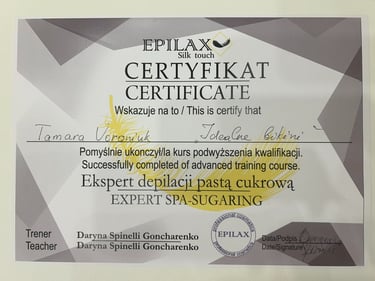 EPILAX
Silk touch
CERTYFIKAT
CERTIFICATE
Wskazuje na to / This is certify that
Tamara Voroniuk Idealne bikini
Pomyślnie ukończył/la kurs podwyższenia kwalifikacji.
Successfully completed of advanced training course.
Ekspert depilacji pastą cukrową
EXPERT SPA-SUGARING
Trener Daryna Spinelli Goncharenko
Teacher Daryna Spinelli Goncharenko
EPILAX
Data/Podpis
Date/Signature